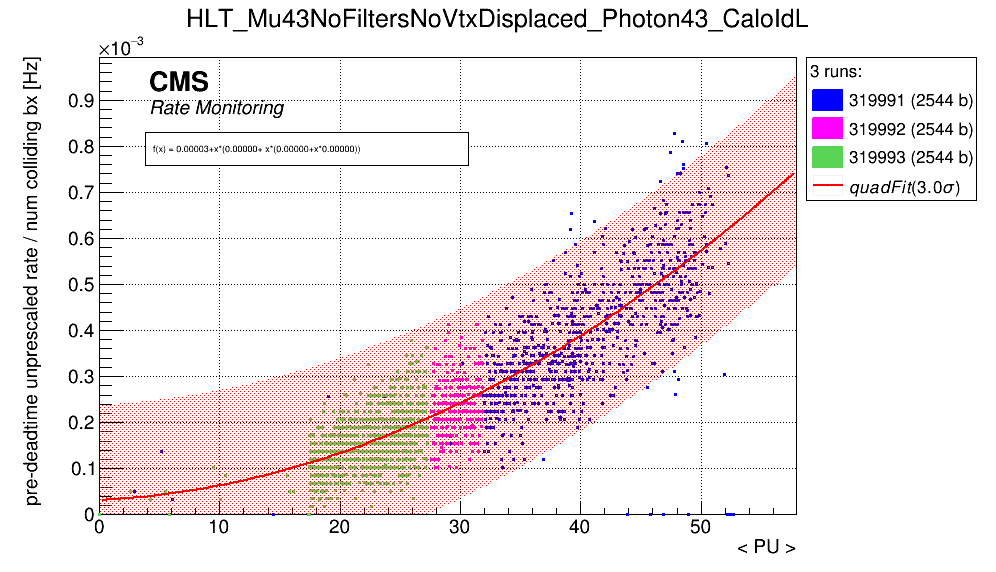 HLT_Mu43NoFiltersNoVtxDisplaced_Photon43_CaloIdL
×10⁻³
pre-deadtime unprescaled rate / num colliding bx [Hz]
CMS
Rate Monitoring
f(x) = 0.00003+x*(0.00000+ x*(0.00000+x*0.00000))
0.9
0.8
0.7
0.6
0.5
0.4
0.3
0.2
0.1
0
0 10 20 30 40 50
< PU >
3 runs:
319991 (2544 b)
319992 (2544 b)
319993 (2544 b)
quadFit(3.0σ)